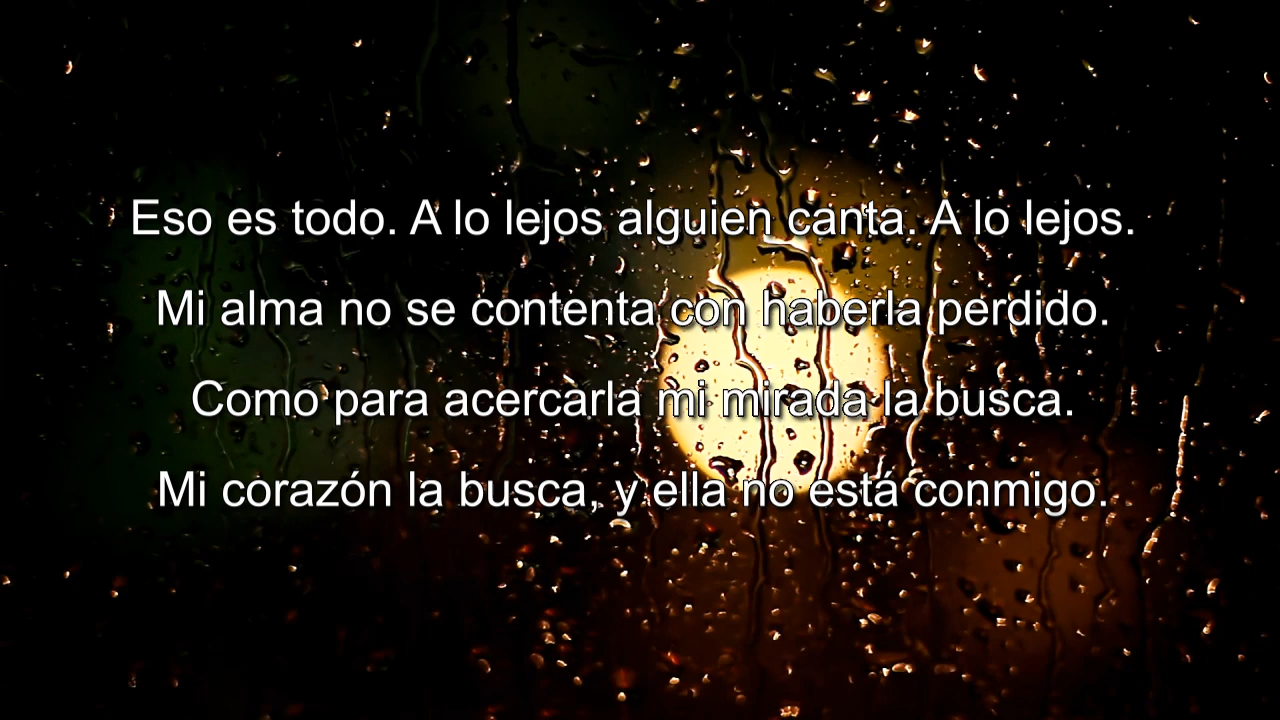 Eso es todo. A lo lejos alguien canta. A lo lejos.
Mi alma no se contenta con haberla perdido.
Como para acercarla mi mirada la busca.
Mi corazón la busca, y ella no está conmigo.